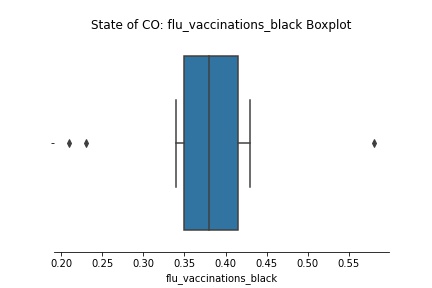 State of CO: flu_vaccinations_black Boxplot
0.20 0.25 0.30 0.35 0.40 0.45 0.50 0.55
flu_vaccinations_black